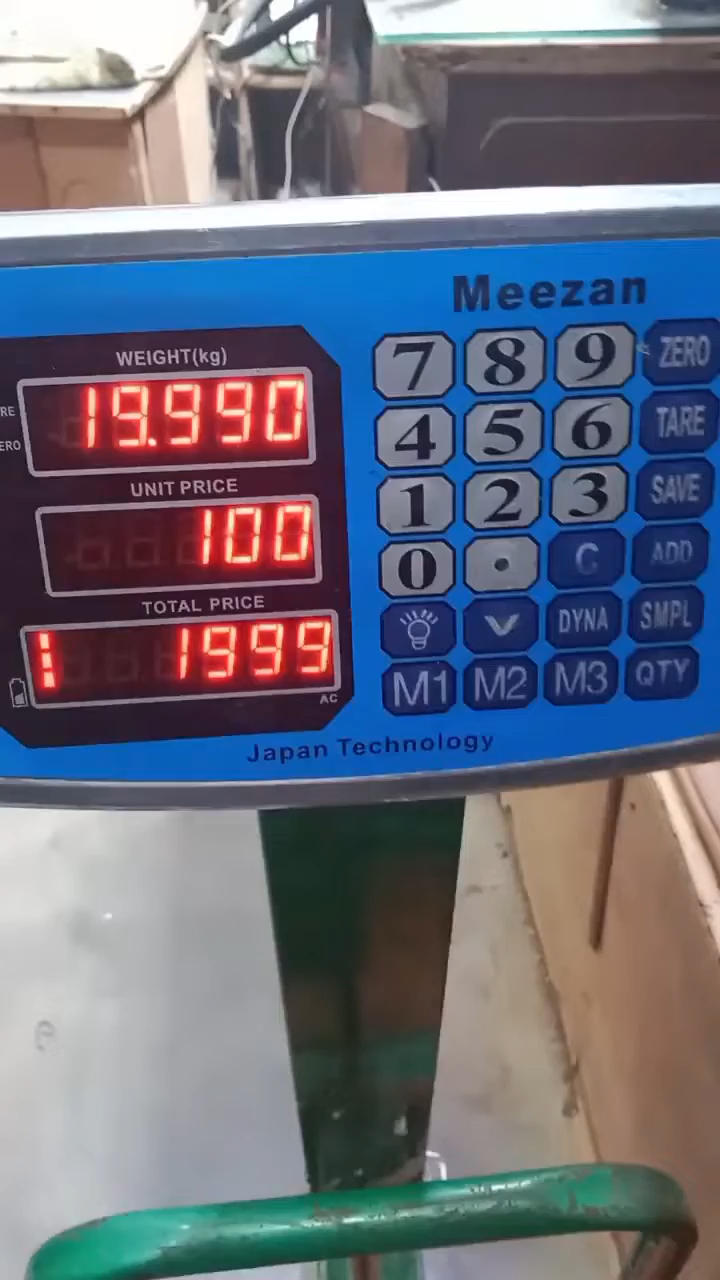 Meezan
WEIGHT(kg)
19.990
UNIT PRICE
100
TOTAL PRICE
1999
AC
7 8 9 ZERO
4 5 6 TARE
1 2 3 SAVE
0 . C ADD
DYNA SMPL
M1 M2 M3 QTY
Japan Technology